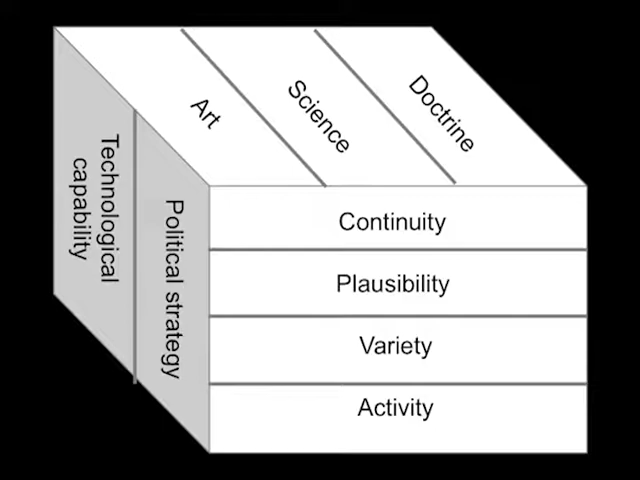 Art
Science
Doctrine
Technological
capability
Political strategy
Continuity
Plausibility
Variety
Activity